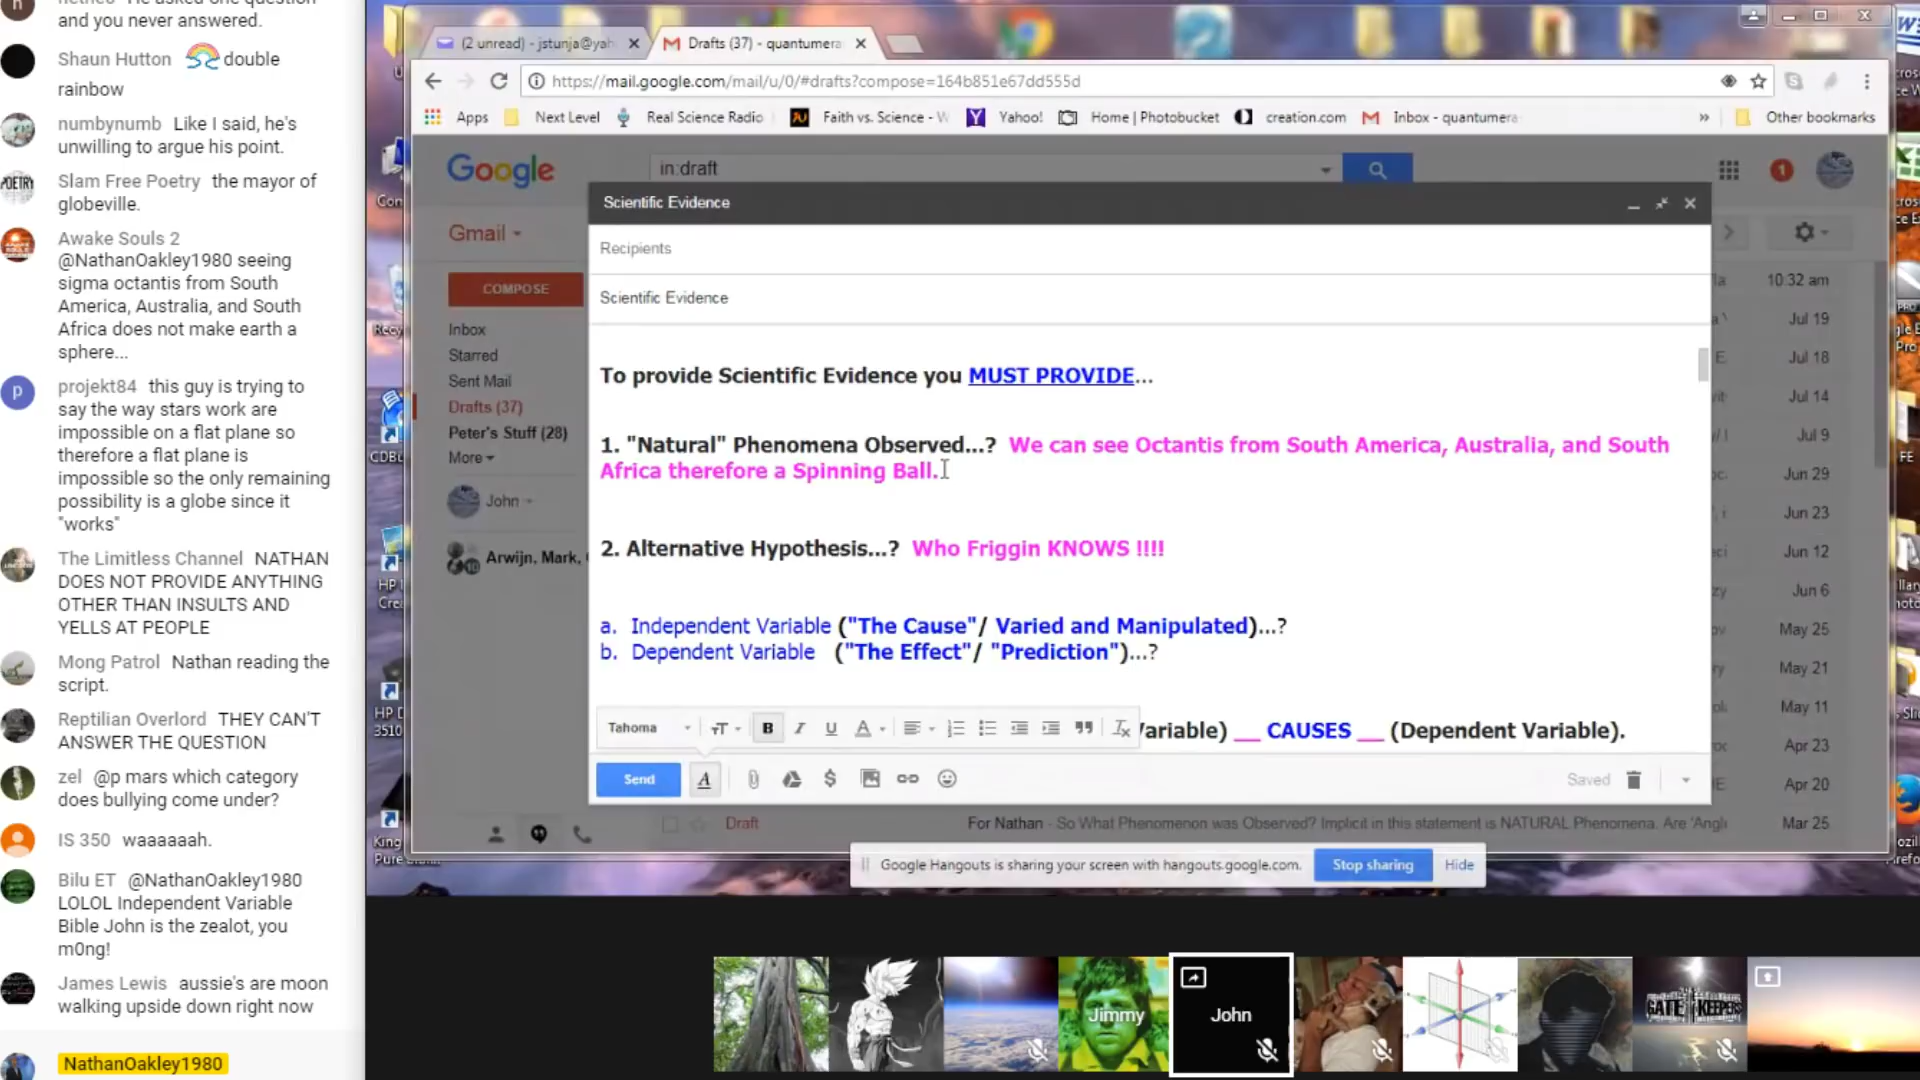 and you never answered.
Shaun Hutton double
rainbow
numbynumb Like I said, he's
unwilling to argue his point.
Slam Free Poetry the mayor of
globeville.
Awake Souls 2
@NathanOakley1980 seeing
sigma octantis from South
America, Australia, and South
Africa does not make earth a
sphere...
projekt84 this guy is trying to
say the way stars work are
impossible on a flat plane so
therefore a flat plane is
impossible so the only remaining
possibility is a globe since it
"works"
The Limitless Channel NATHAN
DOES NOT PROVIDE ANYTHING
OTHER THAN INSULTS AND
YELLS AT PEOPLE
Mong Patrol Nathan reading the
script.
Reptilian Overlord THEY CAN'T
ANSWER THE QUESTION
zel @p mars which category
does bullying come under?
IS 350 waaaaaah.
Bilu ET @NathanOakley1980
LOLOL Independent Variable
Bible John is the zealot, you
m0ng!
James Lewis aussie's are moon
walking upside down right now
NathanOakley1980
(2 unread) - jstunja@yah
Drafts (37) - quantumera
https://mail.google.com/mail/u/0/#drafts?compose=164b851e67dd555d
Apps Next Level Real Science Radio Faith vs. Science - W Yahoo! Home | Photobucket creation.com Inbox - quantumera » Other bookmarks
Google
in:draft
1
Gmail
COMPOSE
Inbox
Starred
Sent Mail
Drafts (37)
Peter's Stuff (28)
More
John
Arwijn, Mark,
Scientific Evidence
Recipients
Scientific Evidence
To provide Scientific Evidence you MUST PROVIDE...
1. "Natural" Phenomena Observed...? We can see Octantis from South America, Australia, and South
Africa therefore a Spinning Ball.
2. Alternative Hypothesis...? Who Friggin KNOWS !!!!
a. Independent Variable ("The Cause"/ Varied and Manipulated)...?
b. Dependent Variable ("The Effect"/ "Prediction")...?
Variable) __ CAUSES __ (Dependent Variable).
Tahoma
Send
Saved
10:32 am
Jul 19
Jul 18
Jul 14
Jul 9
Jun 29
Jun 23
Jun 12
Jun 6
May 25
May 21
May 11
Apr 23
Apr 20
Mar 25
Draft For Nathan - So What Phenomenon was Observed? Implicit in this statement is NATURAL Phenomena. Are 'Angl
Google Hangouts is sharing your screen with hangouts.google.com. Stop sharing Hide
Jimmy
John
GATE KEEPERS